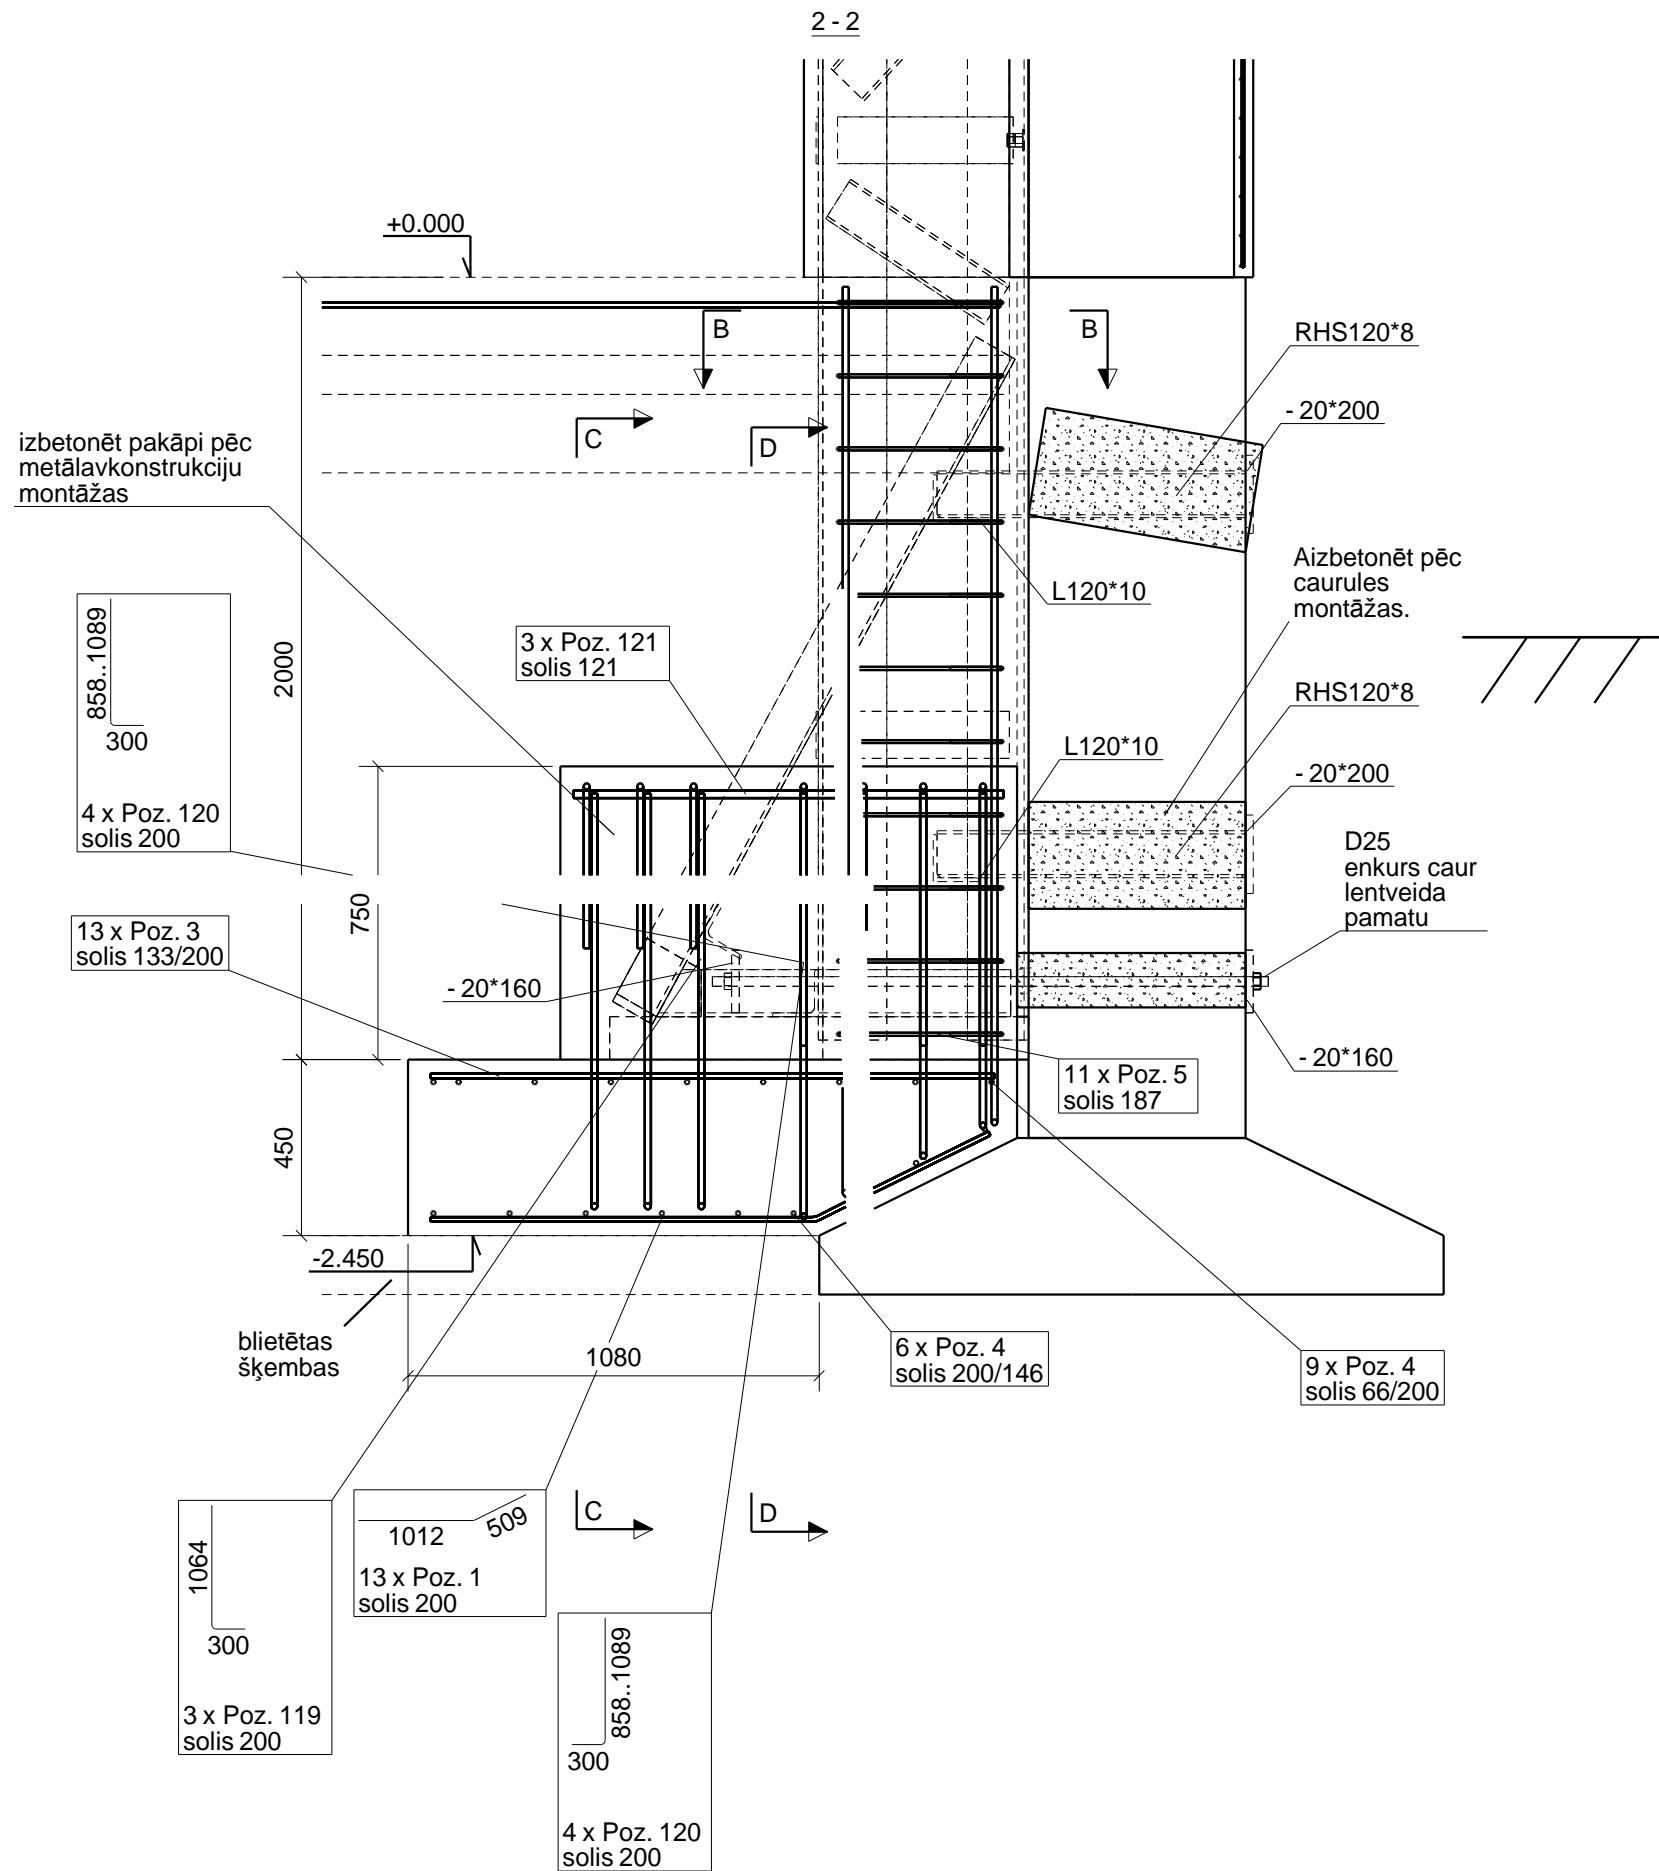 2 - 2
+0.000
B
B
RHS120*8
- 20*200
C
D
izbetonēt pakāpi pēc
metālavkonstrukciju
montāžas
Aizbetonēt pēc
caurules
montāžas.
L120*10
858..1089
300
4 x Poz. 120
solis 200
2000
3 x Poz. 121
solis 121
RHS120*8
L120*10
- 20*200
D25
enkurs caur
lentveida
pamatu
750
13 x Poz. 3
solis 133/200
- 20*160
- 20*160
11 x Poz. 5
solis 187
450
-2.450
blietētas
šķembas
1080
6 x Poz. 4
solis 200/146
9 x Poz. 4
solis 66/200
1064
300
3 x Poz. 119
solis 200
1012
509
13 x Poz. 1
solis 200
C
D
858..1089
300
4 x Poz. 120
solis 200